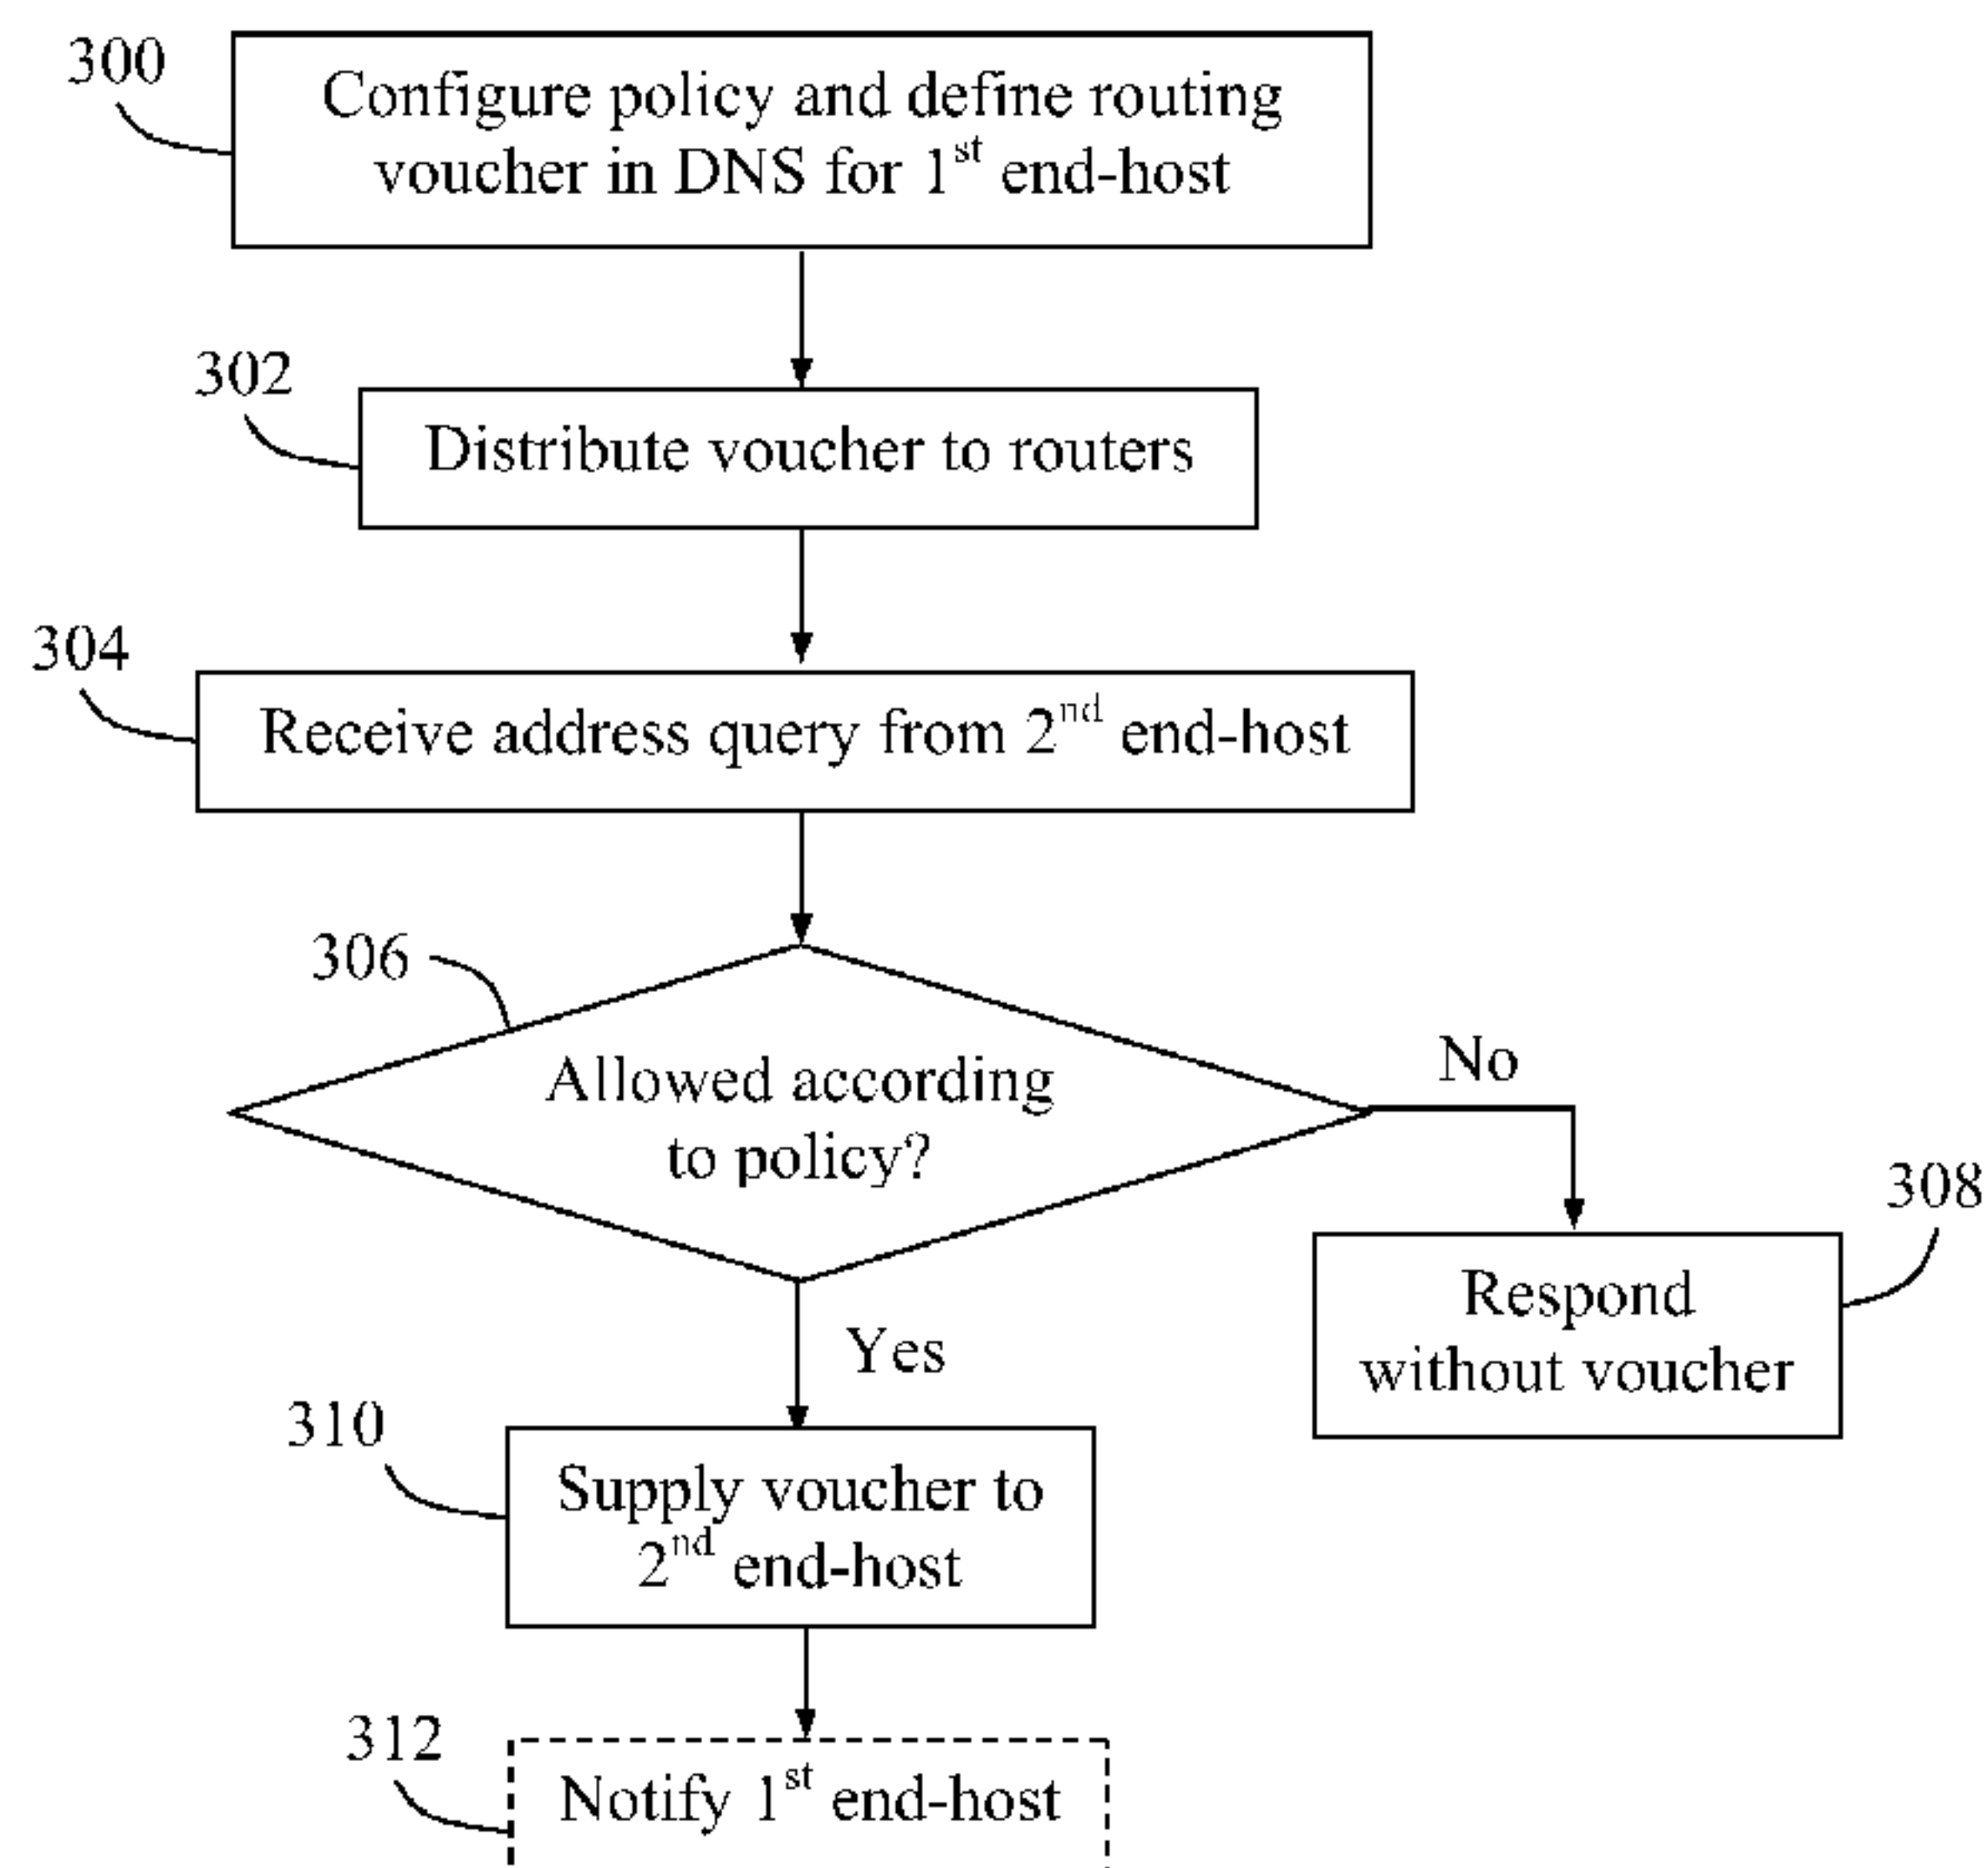 300
Configure policy and define routing
voucher in DNS for 1st end-host
302
Distribute voucher to routers
304
Receive address query from 2nd end-host
306
Allowed according
to policy?
No
308
Respond
without voucher
Yes
310
Supply voucher to
2nd end-host
312
Notify 1st end-host